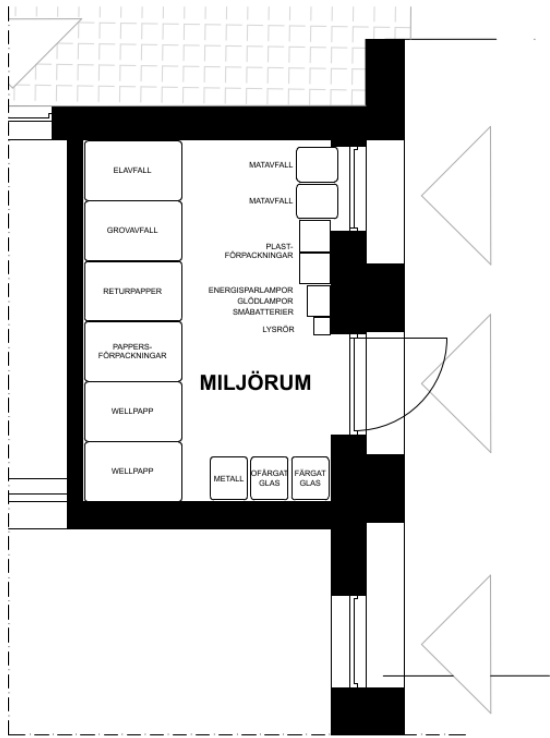 ELAVFALL
GROVAVFALL
RETURPAPPER
PAPPERS-
FÖRPACKNINGAR
WELLPAPP
WELLPAPP
MATAVFALL
MATAVFALL
PLAST-
FÖRPACKNINGAR
ENERGISPARLAMPOR
GLÖDLAMPOR
SMÅBATTERIER
LYSRÖR
MILJÖRUM
METALL
OFÄRGAT
GLAS
FÄRGAT
GLAS